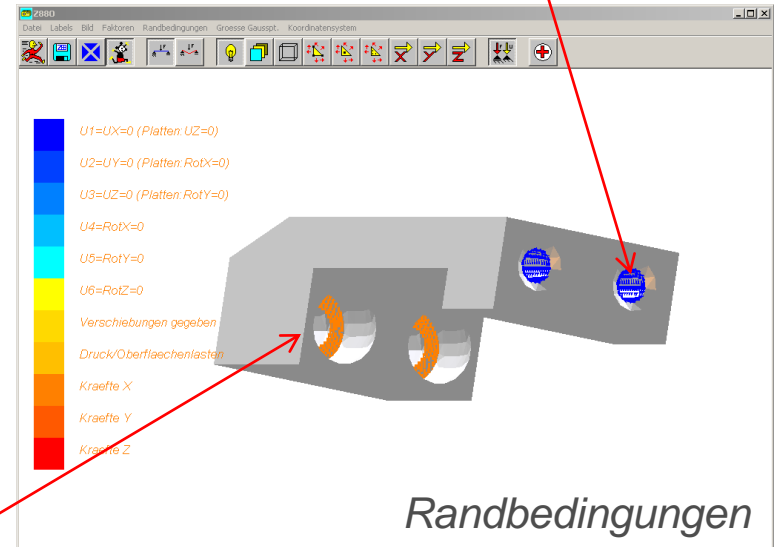 Z88O
Datei Labels Bild Faktoren Randbedingungen Groesse Gausspt. Koordinatensystem
U1=UX=0 (Platten: UZ=0)
U2=UY=0 (Platten:RotX=0)
U3=UZ=0 (Platten:RotY=0)
U4=RotX=0
U5=RotY=0
U6=RotZ=0
Verschiebungen gegeben
Druck/Oberflaechenlasten
Kraefte X
Kraefte Y
Kraefte Z
Randbedingungen